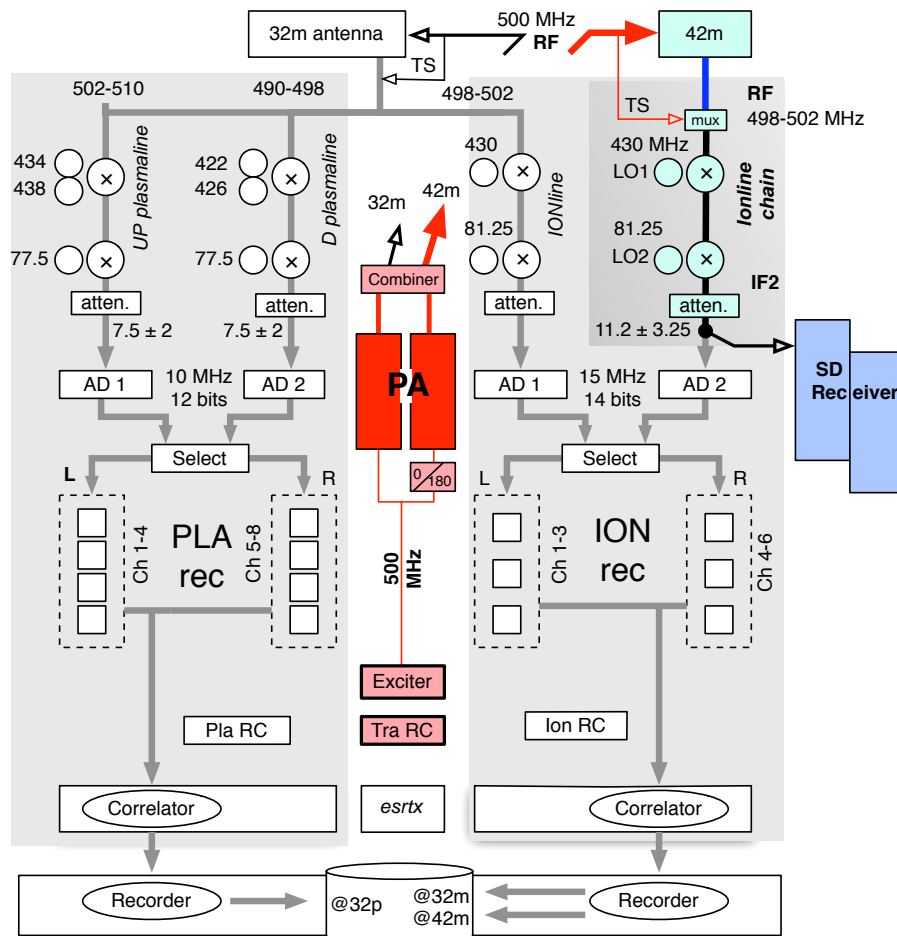 500 MHz
32m antenna
RF
42m
TS
502-510
490-498
498-502
TS
RF
mux
498-502 MHz
434
438
UP plasmaline
422
426
D plasmaline
430
IONline
430 MHz
LO1
Ionline
chain
32m
42m
77.5
77.5
81.25
81.25
LO2
Combiner
IF2
atten.
atten.
atten.
atten.
7.5 ± 2
7.5 ± 2
11.2 ± 3.25
PA
SD
Receiver
AD 1
10 MHz
12 bits
AD 2
AD 1
15 MHz
14 bits
AD 2
Select
Select
L
R
0/180
L
R
Ch 1-4
PLA
rec
Ch 5-8
500
MHz
Ch 1-3
ION
rec
Ch 4-6
Exciter
Pla RC
Tra RC
Ion RC
Correlator
esrtx
Correlator
Recorder
@32p
@32m
@42m
Recorder